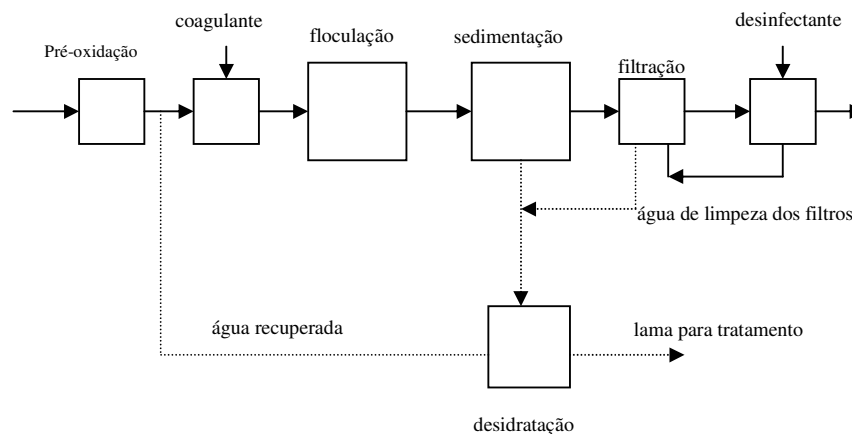 coagulante
desinfectante
floculação
sedimentação
Pré-oxidação
filtração
água de limpeza dos filtros
água recuperada
lama para tratamento
desidratação